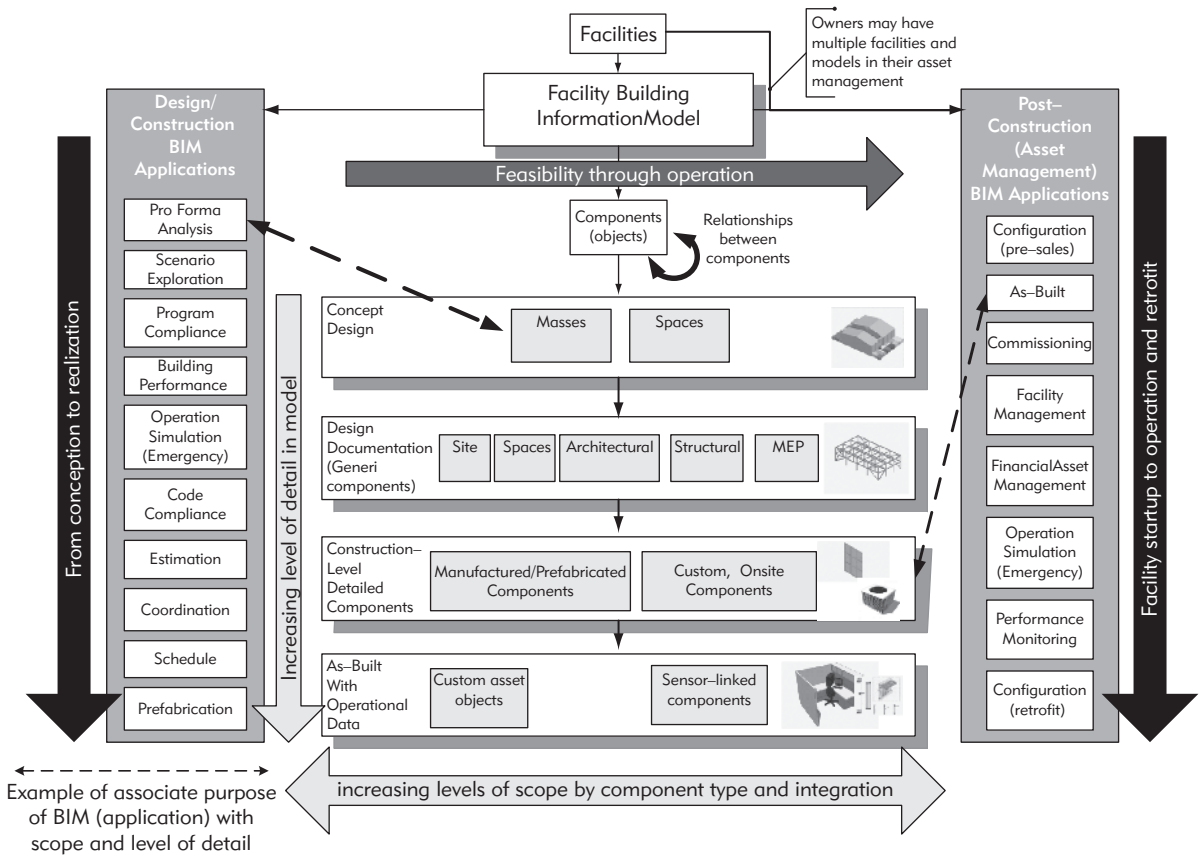 Facilities
Owners may have
multiple facilities and
models in their asset
management
Facility Building
InformationModel
Feasibility through operation
Components
(objects)
Relationships
between
components
Design/
Construction
BIM
Applications
Pro Forma
Analysis
Scenario
Exploration
Program
Compliance
Building
Performance
Operation
Simulation
(Emergency)
Code
Compliance
Estimation
Coordination
Schedule
Prefabrication
From conception to realization
Increasing level of detail in model
Concept
Design
Masses
Spaces
Design
Documentation
(Generi
components)
Site
Spaces
Architectural
Structural
MEP
Construction–
Level
Detailed
Components
Manufactured/Prefabricated
Components
Custom, Onsite
Components
As–Built
With
Operational
Data
Custom asset
objects
Sensor–linked
components
Post–
Construction
(Asset
Management)
BIM Applications
Configuration
(pre–sales)
As–Built
Commissioning
Facility
Management
FinancialAsset
Management
Operation
Simulation
(Emergency)
Performance
Monitoring
Configuration
(retrofit)
Facility startup to operation and retrotit
increasing levels of scope by component type and integration
Example of associate purpose
of BIM (application) with
scope and level of detail